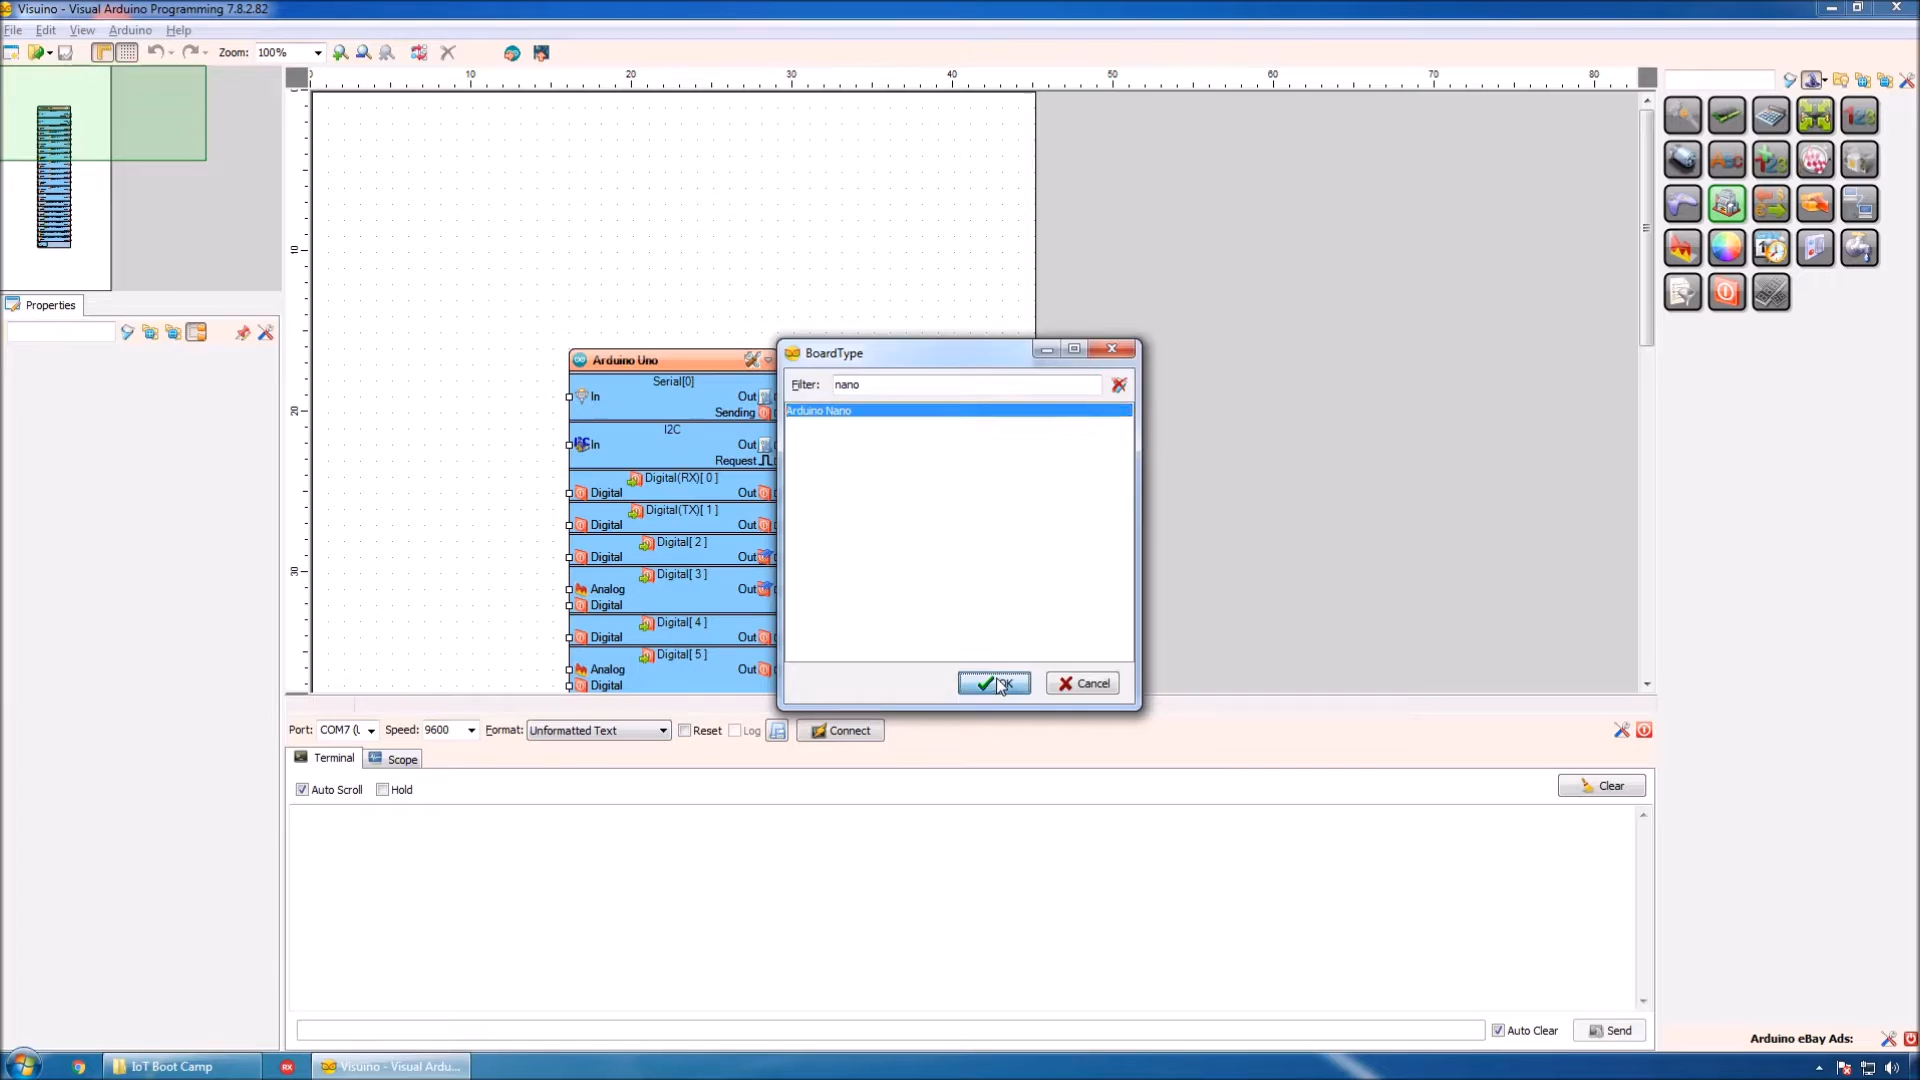 Visuino - Visual Arduino Programming 7.8.2.82
File Edit View Arduino Help
Zoom: 100%
0 10 20 30 40 50 60 70 80
10
20
30
Properties
Arduino Uno
Serial[0]
In Out
Sending
I2C
In Out
Request
Digital(RX)[ 0 ]
Digital Out
Digital(TX)[ 1 ]
Digital Out
Digital[ 2 ]
Digital Out
Digital[ 3 ]
Analog Out
Digital
Digital[ 4 ]
Digital Out
Digital[ 5 ]
Analog Out
Digital
BoardType
Filter: nano
Arduino Nano
Cancel
Port: COM7 (L Speed: 9600 Format: Unformatted Text Reset Log Connect
Terminal Scope
Auto Scroll Hold Clear
Auto Clear Send
Arduino eBay Ads:
IoT Boot Camp RX Visuino - Visual Ardu...